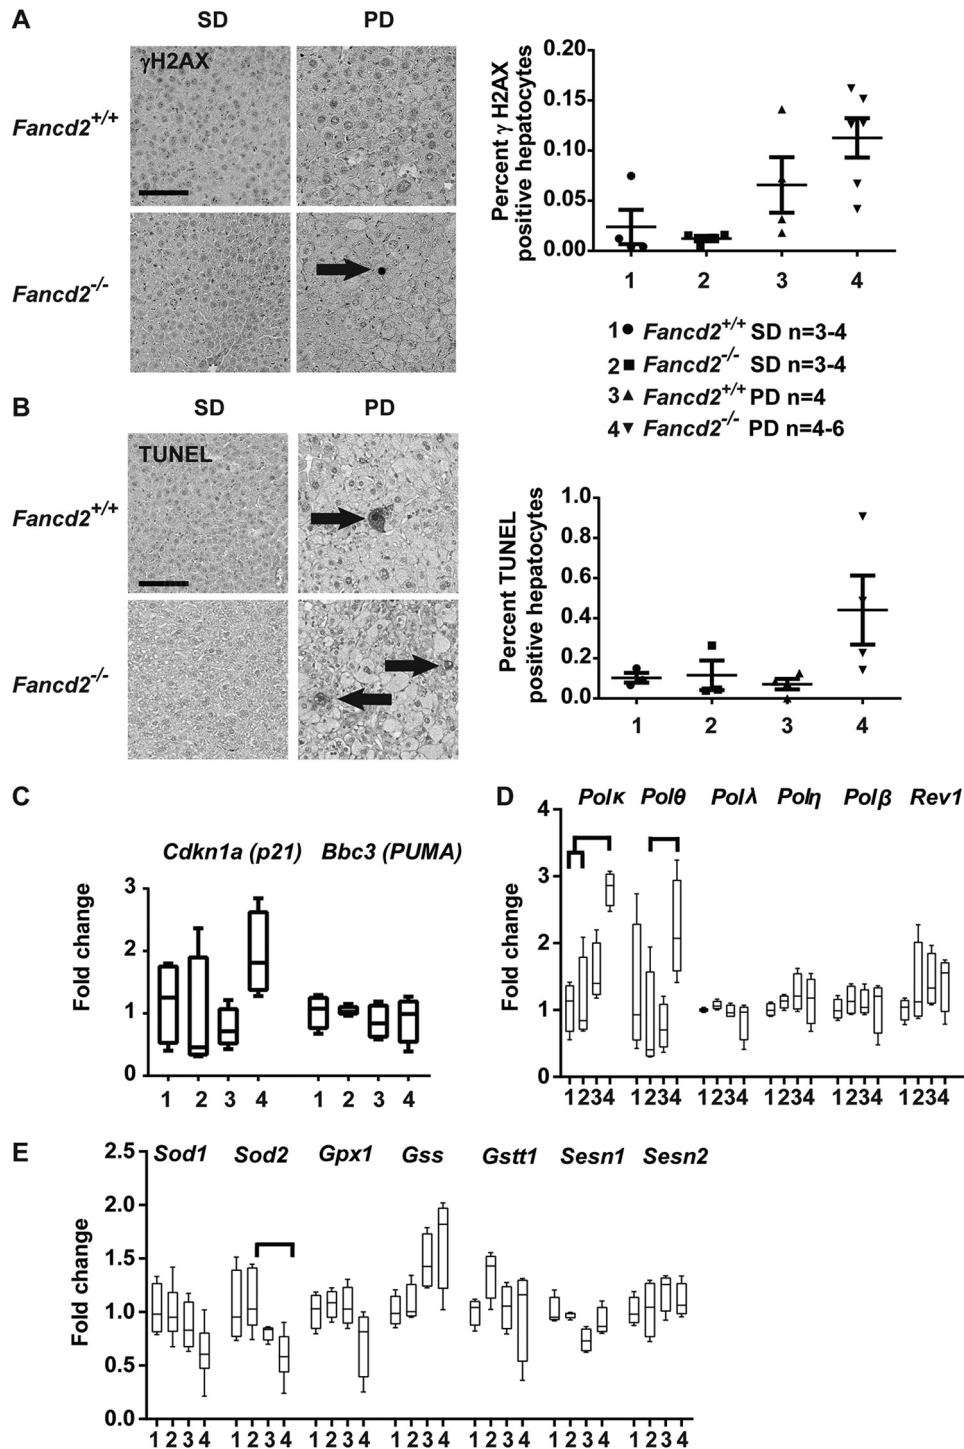 A
SD PD
γH2AX
Fancd2+/+
Fancd2-/-
Percent γ H2AX
positive hepatocytes
0.20
0.15
0.10
0.05
0.00
1 2 3 4
1 ● Fancd2+/+ SD n=3-4
2 ■ Fancd2-/- SD n=3-4
3 ▲ Fancd2+/+ PD n=4
4 ▼ Fancd2-/- PD n=4-6
B
SD PD
TUNEL
Fancd2+/+
Fancd2-/-
Percent TUNEL
positive hepatocytes
1.0
0.8
0.6
0.4
0.2
0.0
1 2 3 4
C
Cdkn1a (p21) Bbc3 (PUMA)
Fold change
3
2
1
0
1 2 3 4 1 2 3 4
D
Polκ Polθ Polλ Polη Polβ Rev1
Fold change
4
3
2
1
0
1234 1234 1234 1234 1234 1234
E
Sod1 Sod2 Gpx1 Gss Gstt1 Sesn1 Sesn2
Fold change
2.5
2.0
1.5
1.0
0.5
0.0
1 2 3 4 1 2 3 4 1 2 3 4 1 2 3 4 1 2 3 4 1 2 3 4 1 2 3 4